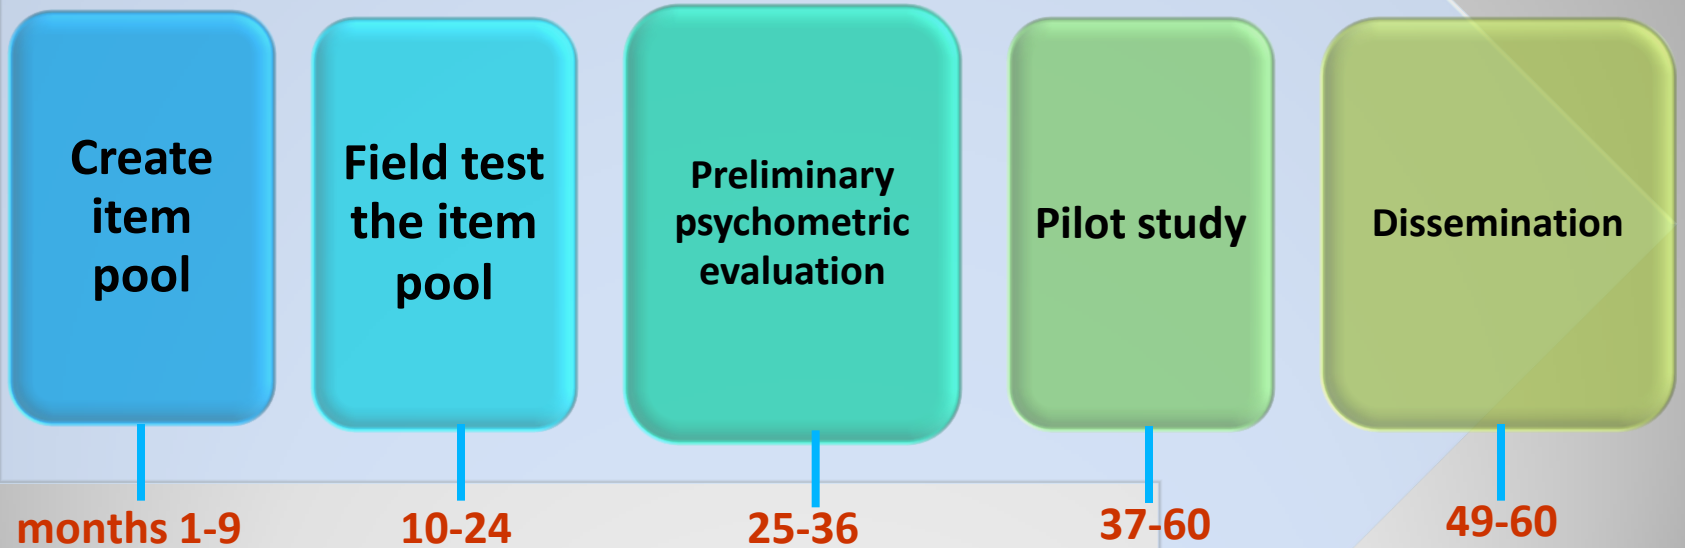 Create
item
pool
Field test
the item
pool
Preliminary
psychometric
evaluation
Pilot study
Dissemination
months 1-9
10-24
25-36
37-60
49-60